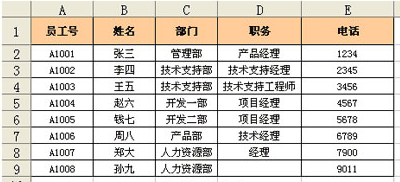 A B C D E
1 员工号 姓名 部门 职务 电话
2 A1001 张三 管理部 产品经理 1234
3 A1002 李四 技术支持部 技术支持经理 2345
4 A1003 王五 技术支持部 技术支持工程师 3456
5 A1004 赵六 开发一部 项目经理 4567
6 A1005 钱七 开发二部 项目经理 5678
7 A1006 周八 产品部 技术经理 6789
8 A1007 郑大 人力资源部 经理 7900
9 A1008 孙九 人力资源部 9011